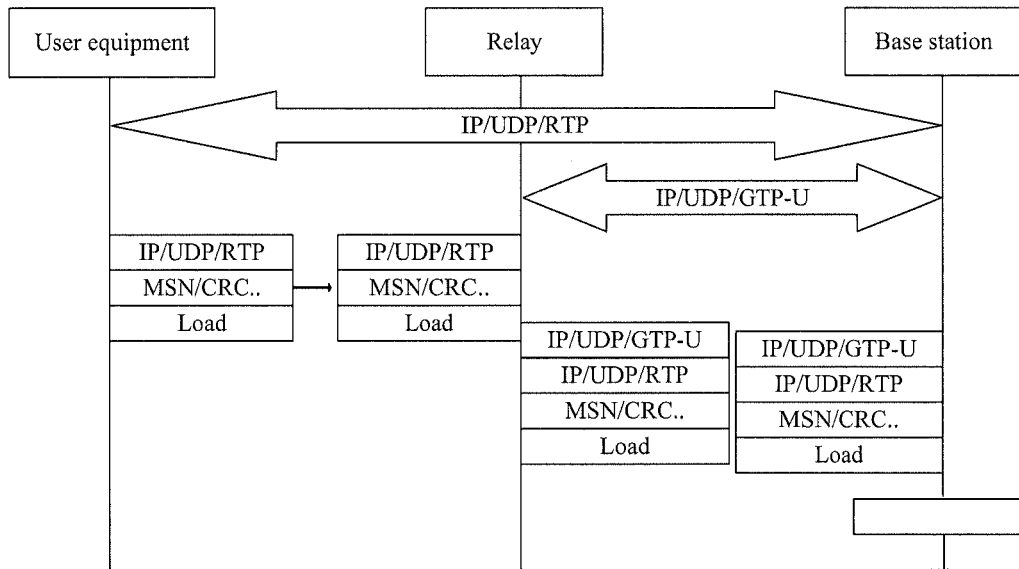 User equipment
Relay
Base station
IP/UDP/RTP
IP/UDP/GTP-U
IP/UDP/RTP
MSN/CRC..
Load
IP/UDP/RTP
MSN/CRC..
Load
IP/UDP/GTP-U
IP/UDP/RTP
MSN/CRC..
Load
IP/UDP/GTP-U
IP/UDP/RTP
MSN/CRC..
Load